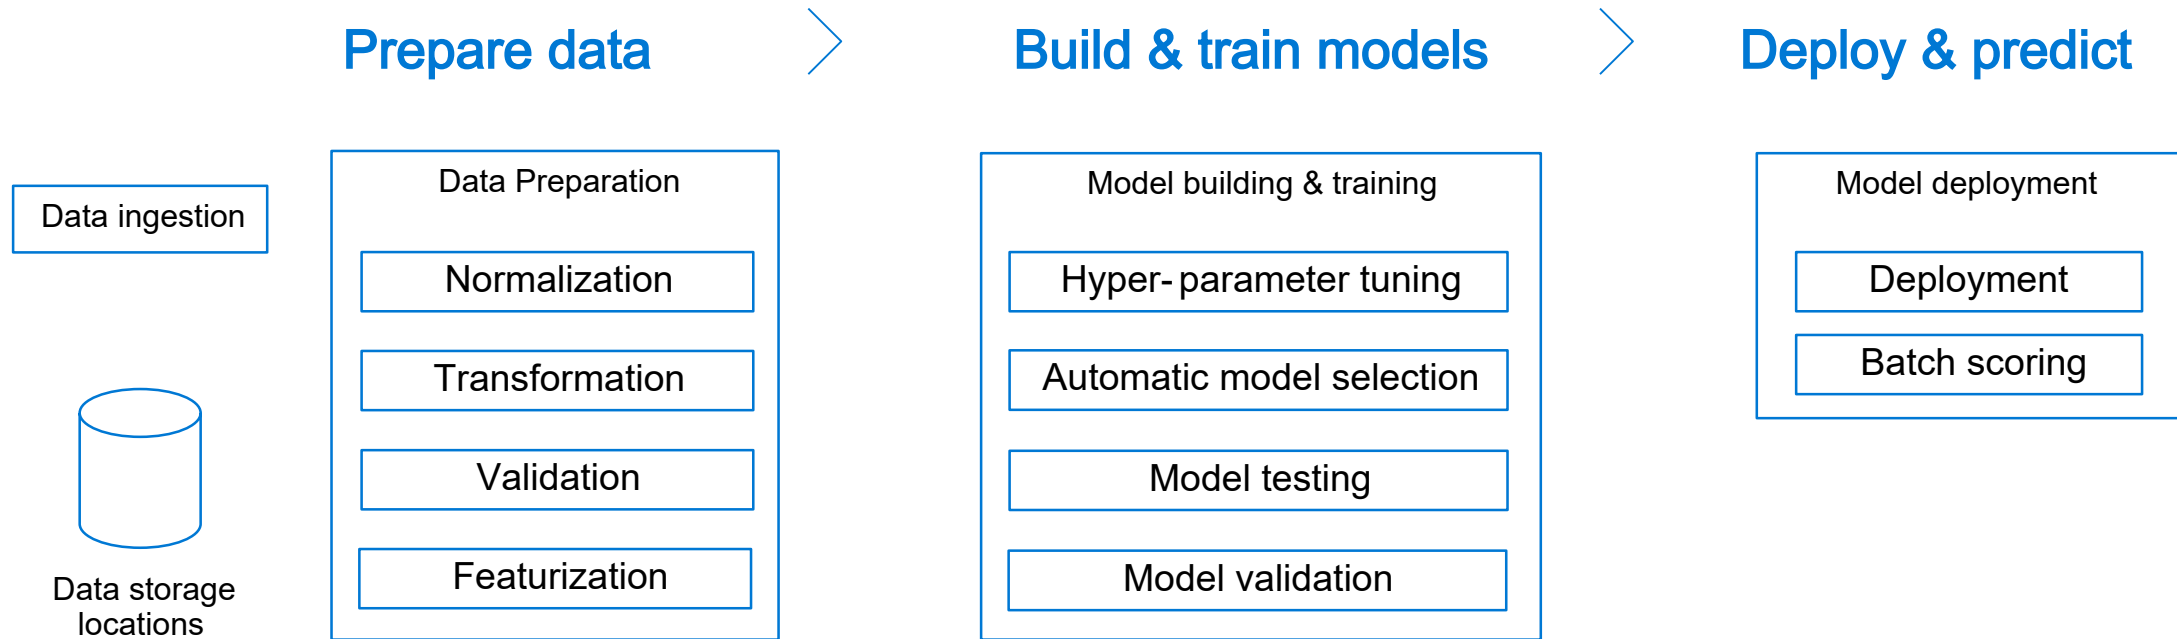 Prepare data
Build & train models
Deploy & predict
Data ingestion
Data storage
locations
Data Preparation
Normalization
Transformation
Validation
Featurization
Model building & training
Hyper-parameter tuning
Automatic model selection
Model testing
Model validation
Model deployment
Deployment
Batch scoring